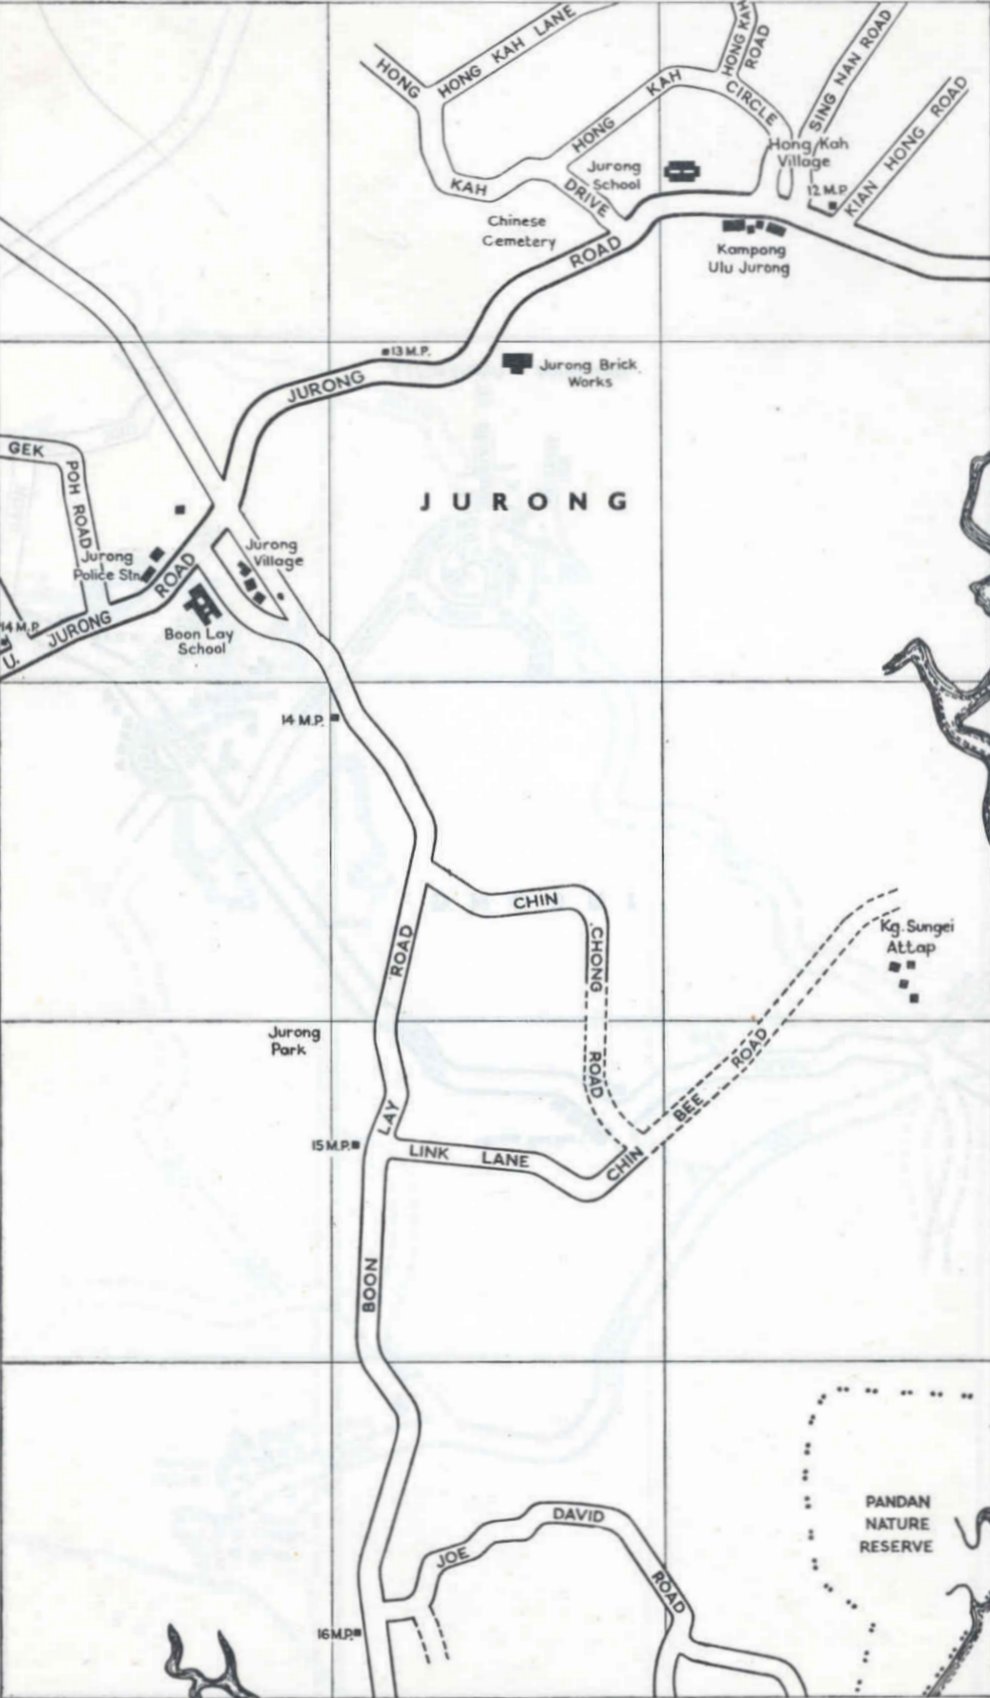 HONG KAH LANE
HONG
HONG KAH
ROAD
SING NAN ROAD
KIAN HONG ROAD
KAH
CIRCLE
HONG
Hong Kah
Village
Jurong
School
KAH
DRIVE
12 M.P.
Chinese
Cemetery
ROAD
Kampong
Ulu Jurong
13 M.P.
Jurong Brick
Works
JURONG
GEK
POH ROAD
JURONG
Jurong
Village
Jurong
Police Stn.
ROAD
14 M.P.
JURONG
U.
Boon Lay
School
14 M.P.
CHIN
CHONG
ROAD
ROAD
Kg. Sungei
Attap
Jurong
Park
ROAD
BEE
LAY
15 M.P.
LINK LANE
CHIN
BOON
PANDAN
NATURE
RESERVE
DAVID
JOE
ROAD
16 M.P.